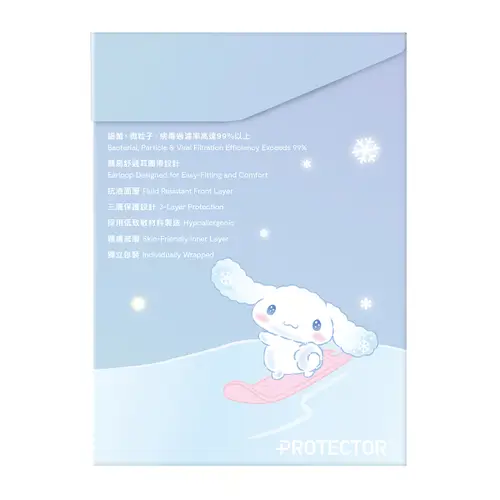 細菌、微粒子、病毒過濾率高達99%以上
Bacterial, Particle & Viral Filtration Efficiency Exceeds 99%
簡易舒適耳圈帶設計
Earloop Designed for Easy-Fitting and Comfort
抗液面層 Fluid Resistant Front Layer
三層保護設計 3-Layer Protection
採用低致敏材料製造 Hypoallergenic
親膚底層 Skin-Friendly Inner Layer
獨立包裝 Individually Wrapped
PROTECTOR